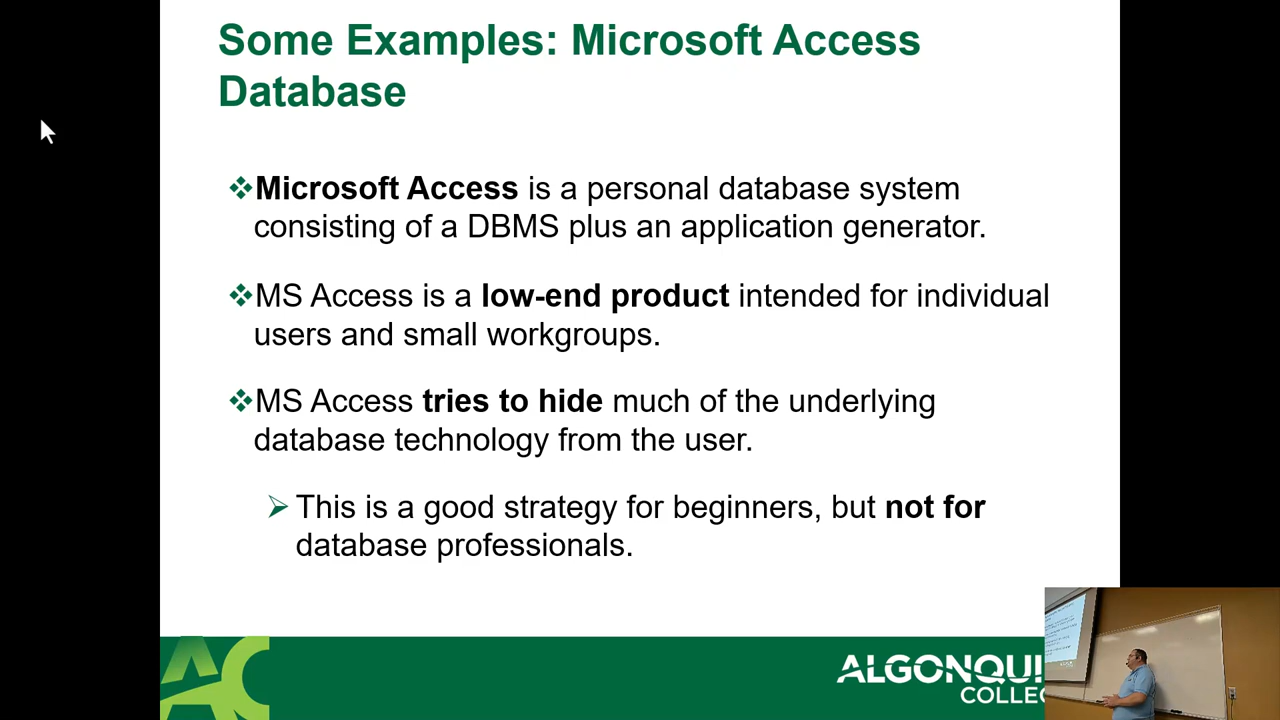 Some Examples: Microsoft Access
Database
Microsoft Access is a personal database system
consisting of a DBMS plus an application generator.
MS Access is a low-end product intended for individual
users and small workgroups.
MS Access tries to hide much of the underlying
database technology from the user.
This is a good strategy for beginners, but not for
database professionals.
AC
ALGONQUI
COLLE